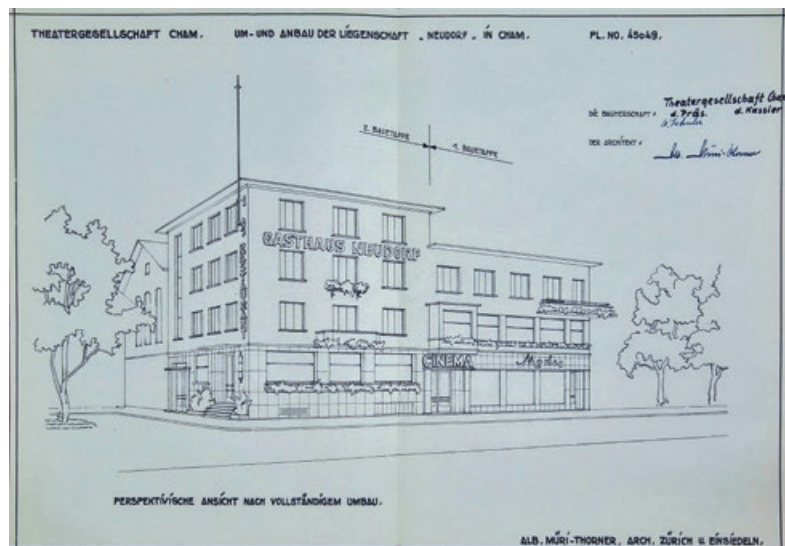 THEATERGESELLSCHAFT CHAM. UM- UND ANBAU DER LIEGENSCHAFT „NEUDORF„ IN CHAM. PL. NO. 45049.
Theatergesellschaft Cham
DIE BAUHERRSCHAFT: d. Präs. d. Kassier
DER ARCHITEKT:
2. BAUETAPPE
1. BAUETAPPE
GASTHAUS NEUDORF
CINEMA
PERSPEKTIVISCHE ANSICHT NACH VOLLSTÄNDIGEM UMBAU.
ALB. MÜRI-THORNER, ARCH. ZÜRICH U. EINSIEDELN.